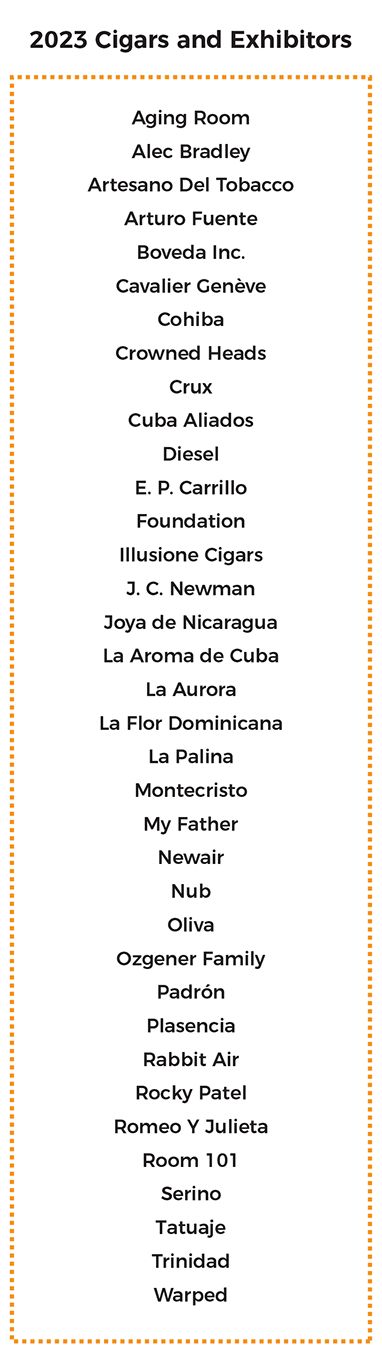 2023 Cigars and Exhibitors
Aging Room
Alec Bradley
Artesano Del Tobacco
Arturo Fuente
Boveda Inc.
Cavalier Genève
Cohiba
Crowned Heads
Crux
Cuba Aliados
Diesel
E. P. Carrillo
Foundation
Illusione Cigars
J. C. Newman
Joya de Nicaragua
La Aroma de Cuba
La Aurora
La Flor Dominicana
La Palina
Montecristo
My Father
Newair
Nub
Oliva
Ozgener Family
Padrón
Plasencia
Rabbit Air
Rocky Patel
Romeo Y Julieta
Room 101
Serino
Tatuaje
Trinidad
Warped